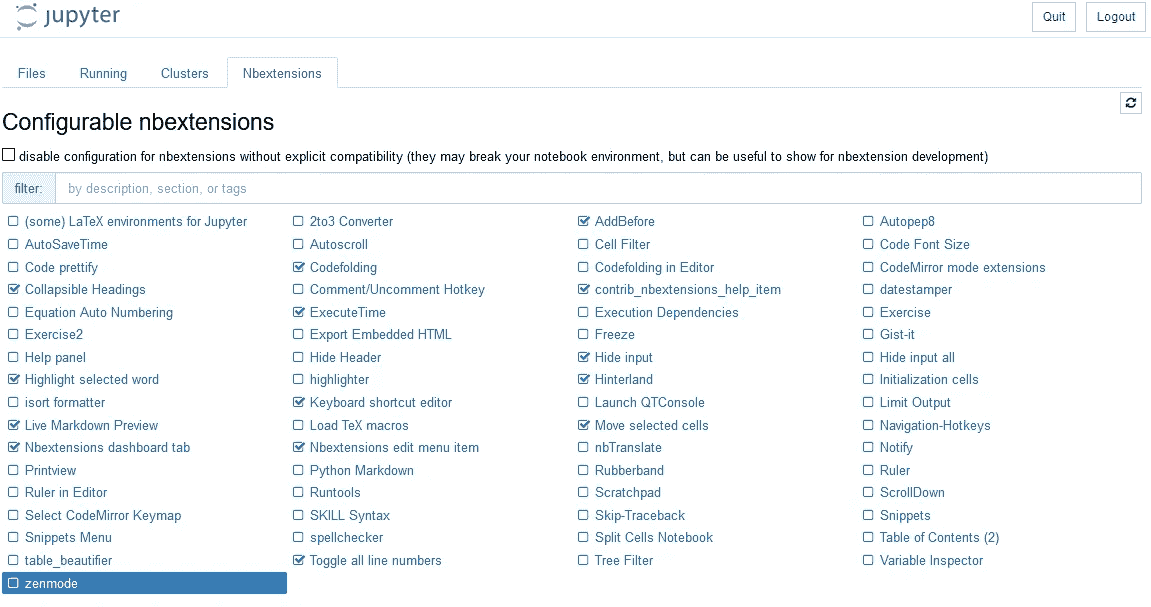 jupyter
Quit Logout
Files Running Clusters Nbextensions
Configurable nbextensions
disable configuration for nbextensions without explicit compatibility (they may break your notebook environment, but can be useful to show for nbextension development)
filter: by description, section, or tags
(some) LaTeX environments for Jupyter 2to3 Converter AddBefore Autopep8
AutoSaveTime Autoscroll Cell Filter Code Font Size
Code prettify Codefolding Codefolding in Editor CodeMirror mode extensions
Collapsible Headings Comment/Uncomment Hotkey contrib_nbextensions_help_item datestamper
Equation Auto Numbering ExecuteTime Execution Dependencies Exercise
Exercise2 Export Embedded HTML Freeze Gist-it
Help panel Hide Header Hide input Hide input all
Highlight selected word highlighter Hinterland Initialization cells
isort formatter Keyboard shortcut editor Launch QTConsole Limit Output
Live Markdown Preview Load TeX macros Move selected cells Navigation-Hotkeys
Nbextensions dashboard tab Nbextensions edit menu item nbTranslate Notify
Printview Python Markdown Rubberband Ruler
Ruler in Editor Runtools Scratchpad ScrollDown
Select CodeMirror Keymap SKILL Syntax Skip-Traceback Snippets
Snippets Menu spellchecker Split Cells Notebook Table of Contents (2)
table_beautifier Toggle all line numbers Tree Filter Variable Inspector
zenmode